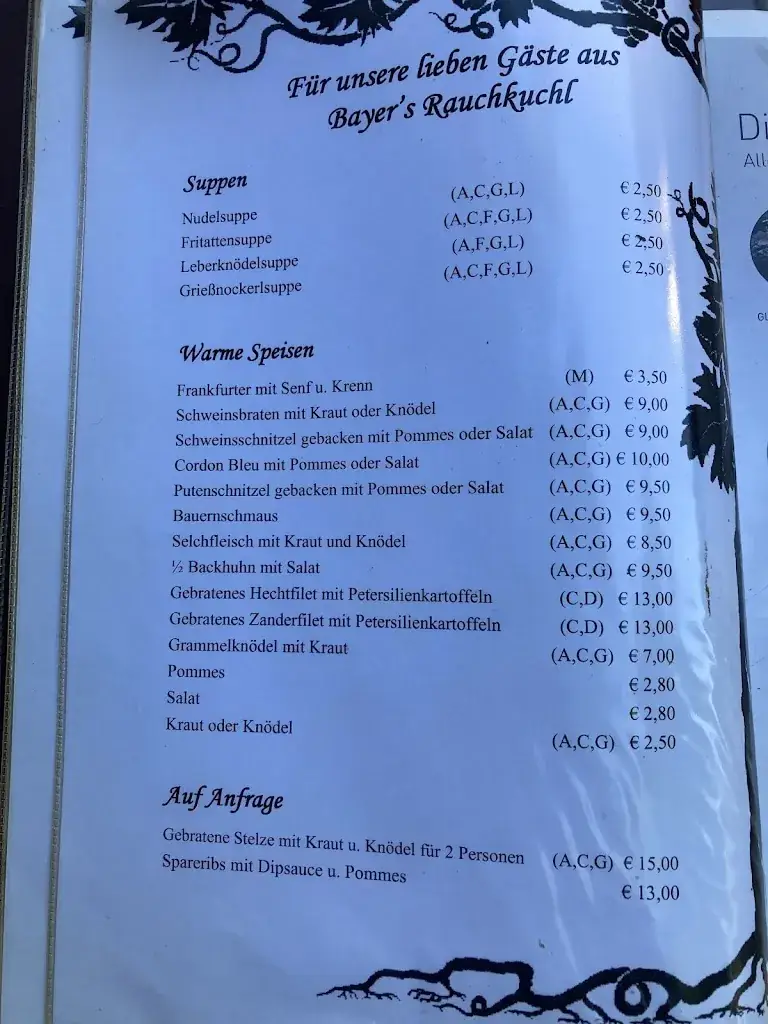 Für unsere lieben Gäste aus
Bayer's Rauchkuchl
Suppen
Nudelsuppe (A,C,G,L) € 2,50
Fritattensuppe (A,C,F,G,L) € 2,50
Leberknödelsuppe (A,F,G,L) € 2,50
Grießnockerlsuppe (A,C,F,G,L) € 2,50
Warme Speisen
Frankfurter mit Senf u. Krenn (M) € 3,50
Schweinsbraten mit Kraut oder Knödel (A,C,G) € 9,00
Schweinsschnitzel gebacken mit Pommes oder Salat (A,C,G) € 9,00
Cordon Bleu mit Pommes oder Salat (A,C,G) € 10,00
Putenschnitzel gebacken mit Pommes oder Salat (A,C,G) € 9,50
Bauernschmaus (A,C,G) € 9,50
Selchfleisch mit Kraut und Knödel (A,C,G) € 8,50
½ Backhuhn mit Salat (A,C,G) € 9,50
Gebratenes Hechtfilet mit Petersilienkartoffeln (C,D) € 13,00
Gebratenes Zanderfilet mit Petersilienkartoffeln (C,D) € 13,00
Grammelknödel mit Kraut (A,C,G) € 7,00
Pommes € 2,80
Salat € 2,80
Kraut oder Knödel (A,C,G) € 2,50
Auf Anfrage
Gebratene Stelze mit Kraut u. Knödel für 2 Personen (A,C,G) € 15,00
Spareribs mit Dipsauce u. Pommes € 13,00